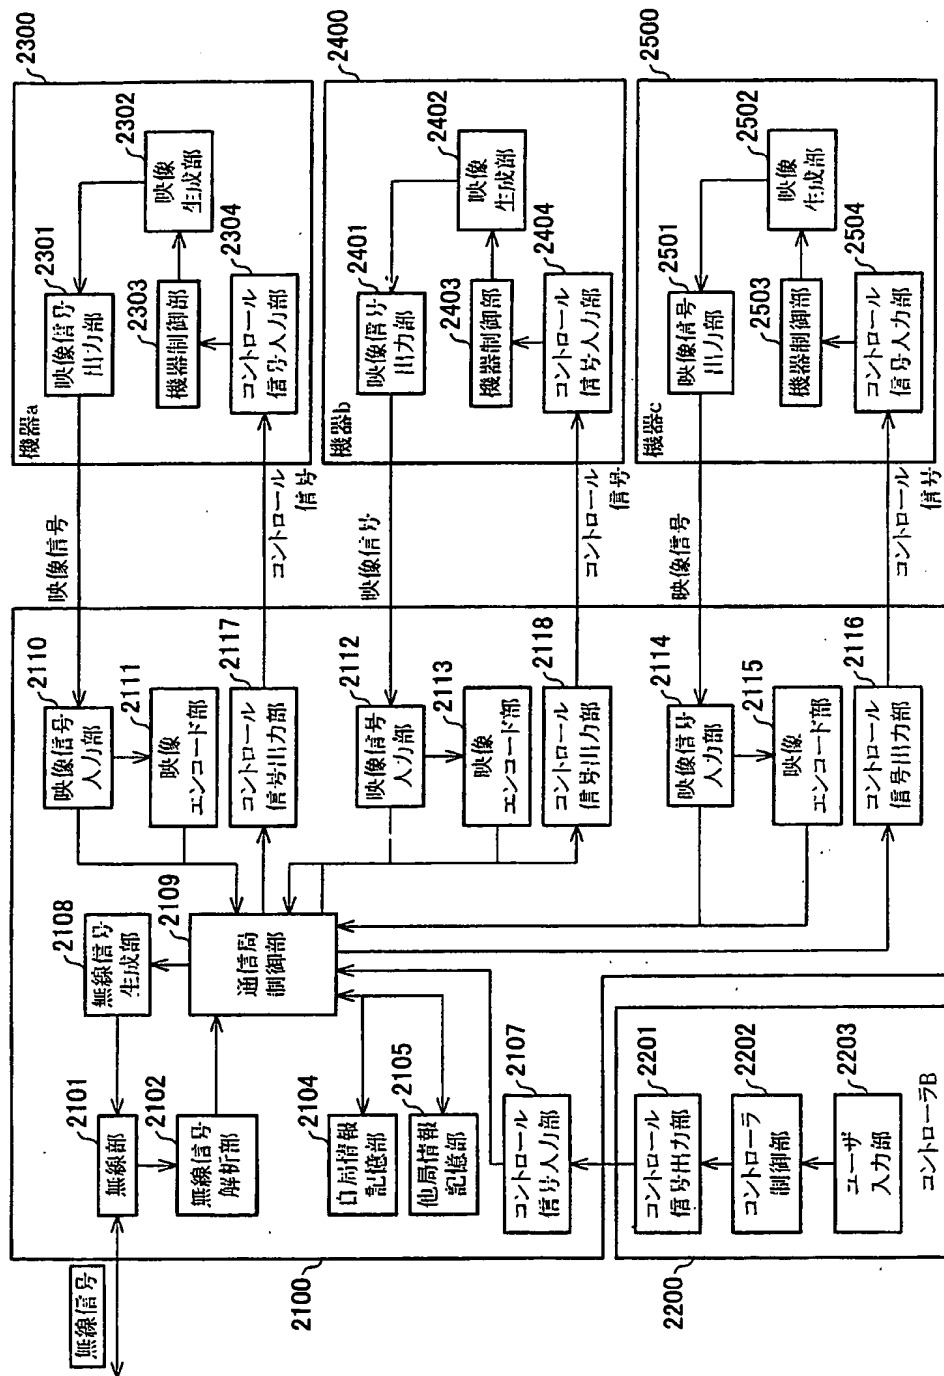 無線信号
2100
無線部
2101
無線信号
解析部
2102
自局情報
記憶部
2104
他局情報
記憶部
2105
コントロール
信号入力部
2107
無線信号
生成部
2108
通信局
制御部
2109
映像信号
入力部
2110
映像
エンコード部
2111
コントロール
信号出力部
2117
映像信号
入力部
2112
映像
エンコード部
2113
コントロール
信号出力部
2118
映像信号
入力部
2114
映像
エンコード部
2115
コントロール
信号出力部
2116
2200
コントロール
信号出力部
2201
コントローラ
制御部
2202
ユーザ
入力部
2203
コントローラB
映像信号
コントロール
信号
映像信号
コントロール
信号
映像信号
コントロール
信号
機器a
2300
映像信号
出力部
2301
映像
生成部
2302
機器制御部
2303
コントロール
信号入力部
2304
機器b
2400
映像信号
出力部
2401
映像
生成部
2402
機器制御部
2403
コントロール
信号入力部
2404
機器c
2500
映像信号
出力部
2501
映像
生成部
2502
機器制御部
2503
コントロール
信号入力部
2504